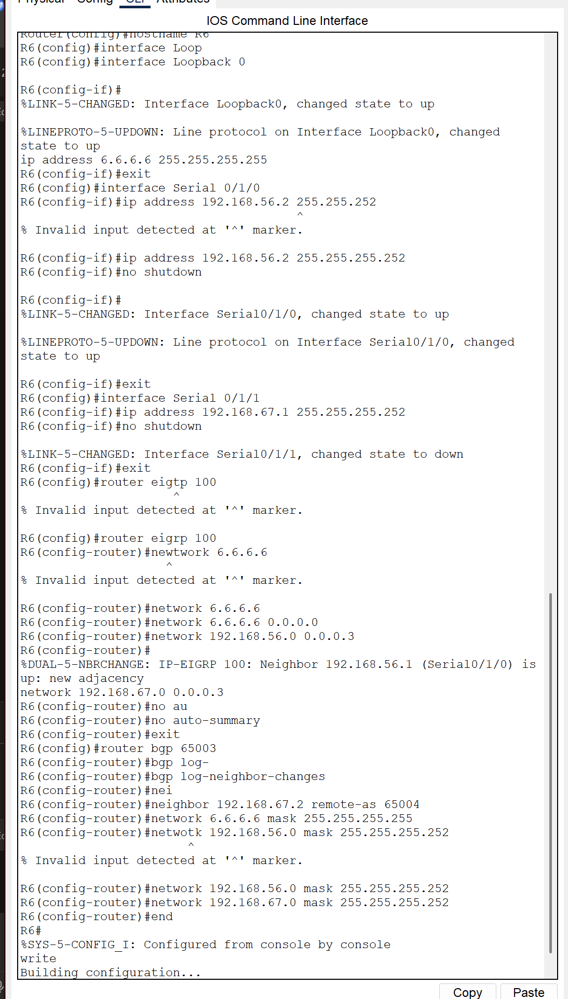 Physical Config CLI Attributes
IOS Command Line Interface
Router(config)#hostname R6
R6(config)#interface Loop
R6(config)#interface Loopback 0
R6(config-if)#
%LINK-5-CHANGED: Interface Loopback0, changed state to up
%LINEPROTO-5-UPDOWN: Line protocol on Interface Loopback0, changed
state to up
ip address 6.6.6.6 255.255.255.255
R6(config-if)#exit
R6(config)#interface Serial 0/1/0
R6(config-if)#ip address 192.168.56.2 255.255.252
^
% Invalid input detected at '^' marker.
R6(config-if)#ip address 192.168.56.2 255.255.255.252
R6(config-if)#no shutdown
R6(config-if)#
%LINK-5-CHANGED: Interface Serial0/1/0, changed state to up
%LINEPROTO-5-UPDOWN: Line protocol on Interface Serial0/1/0, changed
state to up
R6(config-if)#exit
R6(config)#interface Serial 0/1/1
R6(config-if)#ip address 192.168.67.1 255.255.255.252
R6(config-if)#no shutdown
%LINK-5-CHANGED: Interface Serial0/1/1, changed state to down
R6(config-if)#exit
R6(config)#router eigtp 100
^
% Invalid input detected at '^' marker.
R6(config)#router eigrp 100
R6(config-router)#newtwork 6.6.6.6
^
% Invalid input detected at '^' marker.
R6(config-router)#network 6.6.6.6
R6(config-router)#network 6.6.6.6 0.0.0.0
R6(config-router)#network 192.168.56.0 0.0.0.3
R6(config-router)#
%DUAL-5-NBRCHANGE: IP-EIGRP 100: Neighbor 192.168.56.1 (Serial0/1/0) is
up: new adjacency
network 192.168.67.0 0.0.0.3
R6(config-router)#no au
R6(config-router)#no auto-summary
R6(config-router)#exit
R6(config)#router bgp 65003
R6(config-router)#bgp log-
R6(config-router)#bgp log-neighbor-changes
R6(config-router)#nei
R6(config-router)#neighbor 192.168.67.2 remote-as 65004
R6(config-router)#network 6.6.6.6 mask 255.255.255.255
R6(config-router)#netwotk 192.168.56.0 mask 255.255.255.252
^
% Invalid input detected at '^' marker.
R6(config-router)#network 192.168.56.0 mask 255.255.255.252
R6(config-router)#network 192.168.67.0 mask 255.255.255.252
R6(config-router)#end
R6#
%SYS-5-CONFIG_I: Configured from console by console
write
Building configuration...
Copy Paste